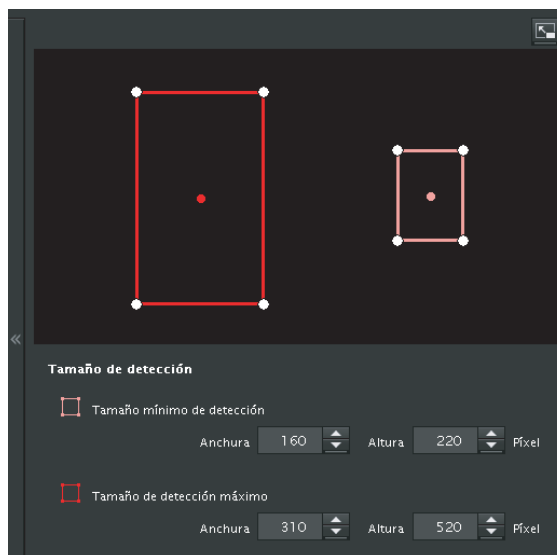 Tamaño de detección
Tamaño mínimo de detección
Anchura 160 Altura 220 Píxel
Tamaño de detección máximo
Anchura 310 Altura 520 Píxel